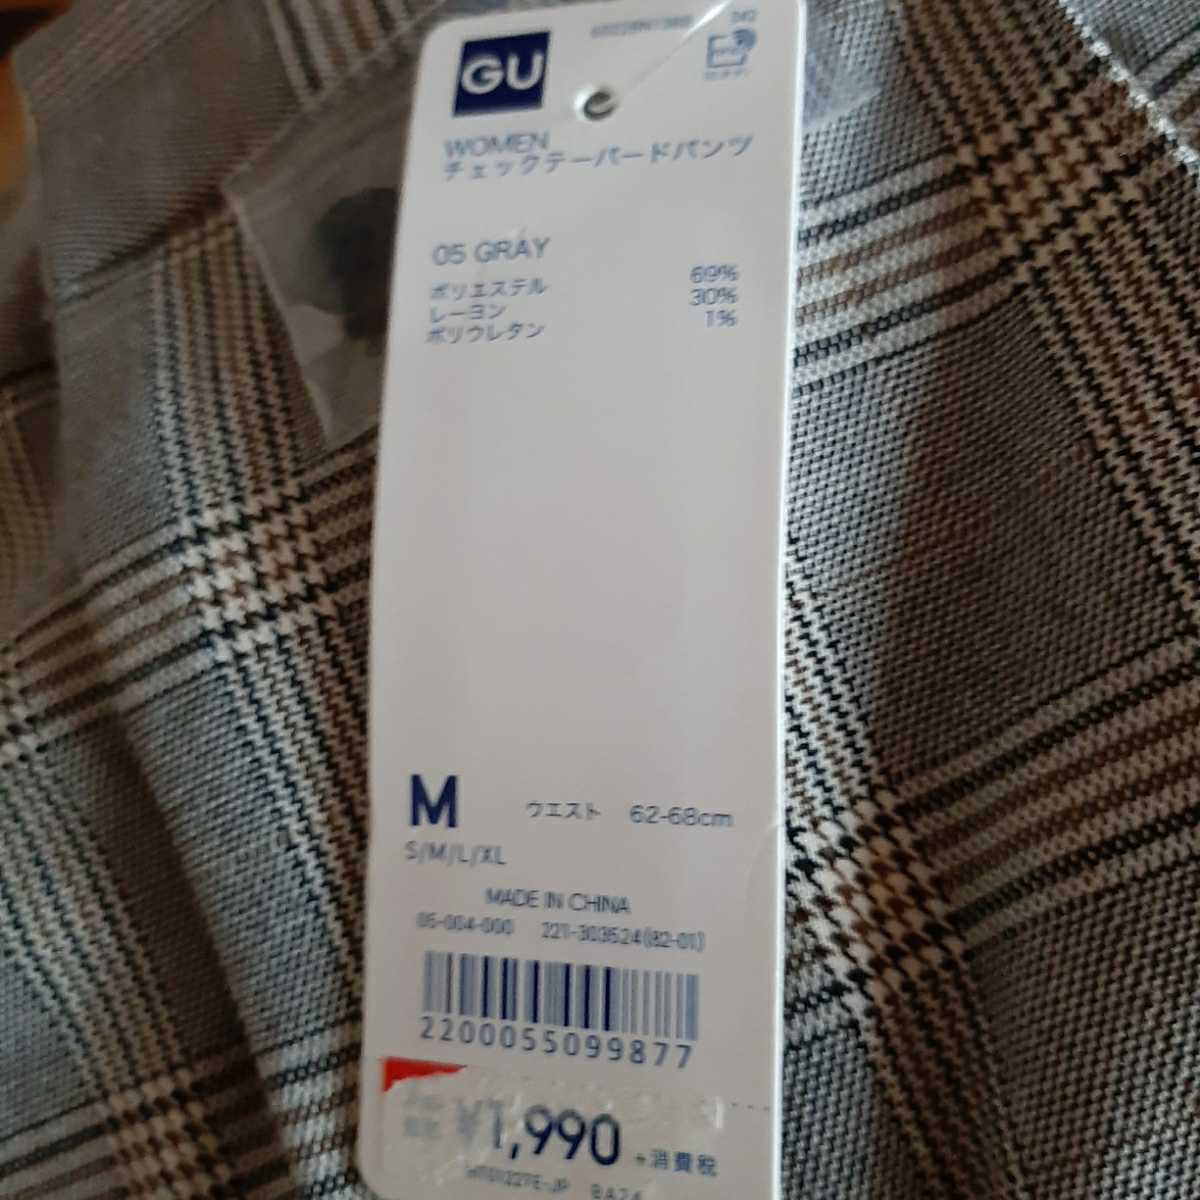 GU
WOMEN
チェックテーパードパンツ
05 GRAY
ポリエステル 69%
レーヨン 30%
ポリウレタン 1%
M ウエスト 62-68cm
S/M/L/XL
MADE IN CHINA
05-004-000 221-303524(82-01)
2200055099877
¥1,990 +消費税